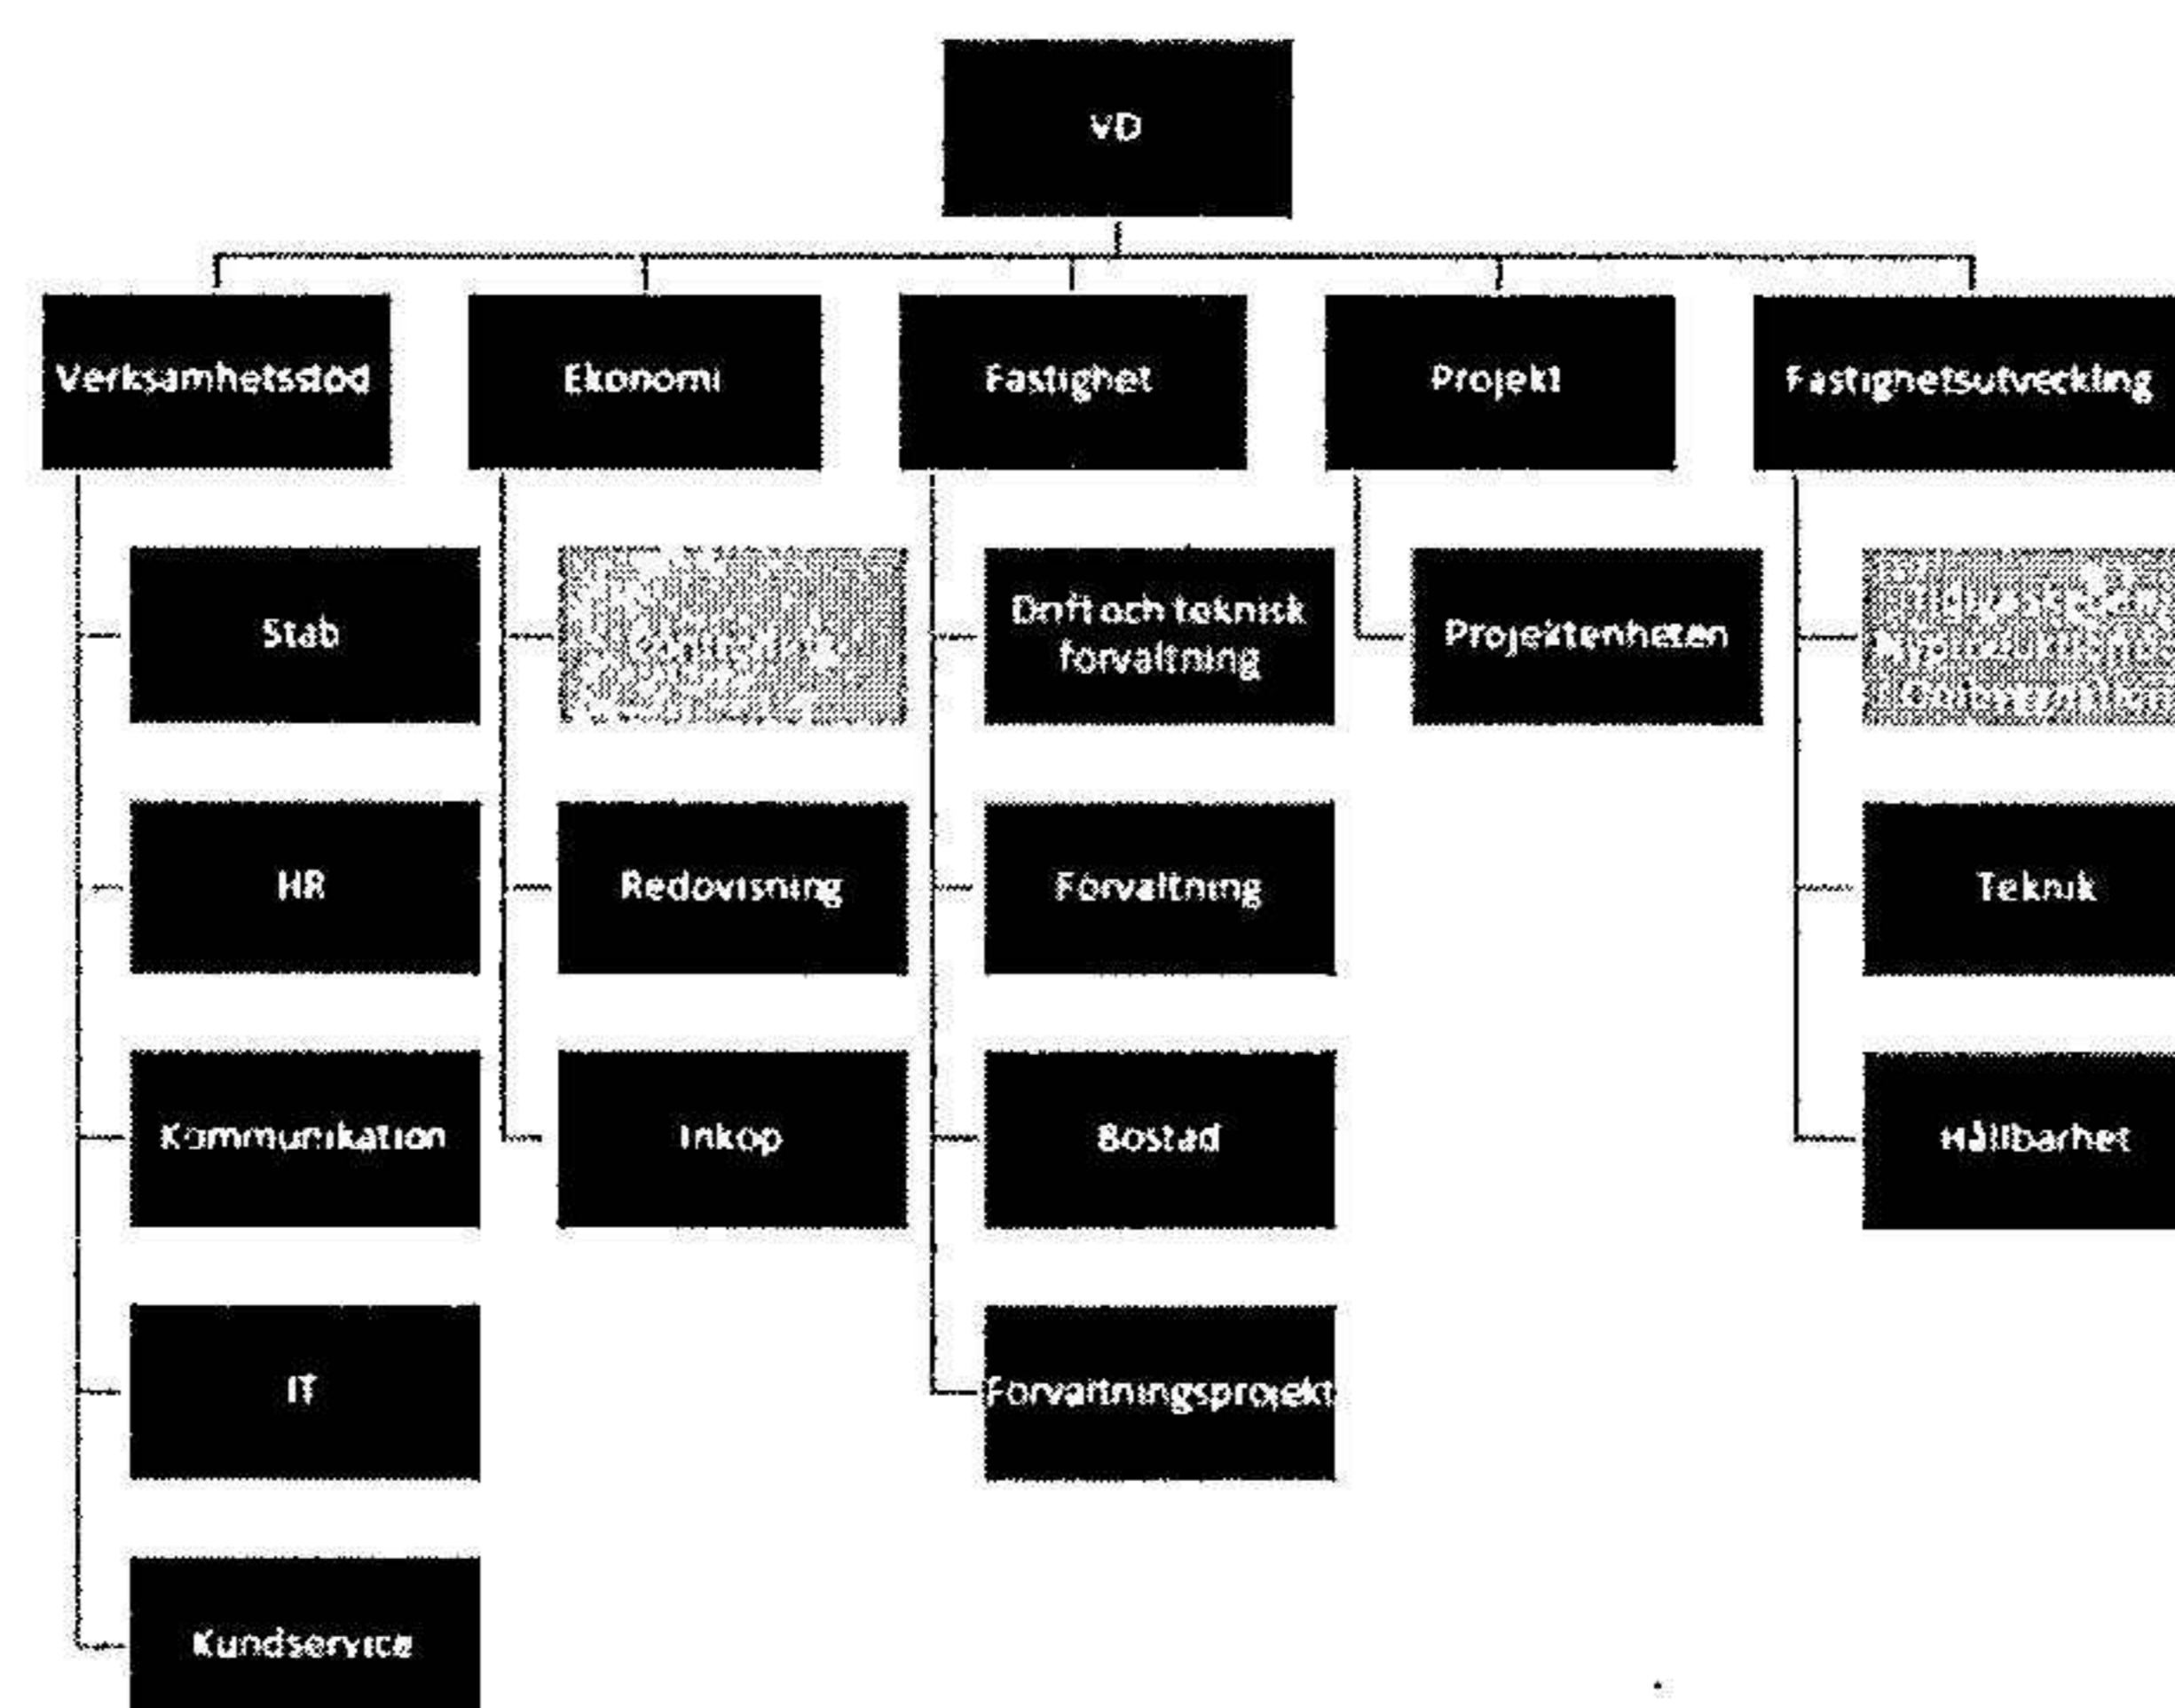 VD
Verksamhetsstöd
Ekonomi
Fastighet
Projekt
Fastighetsutveckling
Stab
Drift och teknisk
förvaltning
Projektenheten
HR
Redovisning
Förvaltning
Teknik
Kommunikation
Inköp
Bostad
Hållbarhet
IT
Förvaltningsprojekt
Kundservice